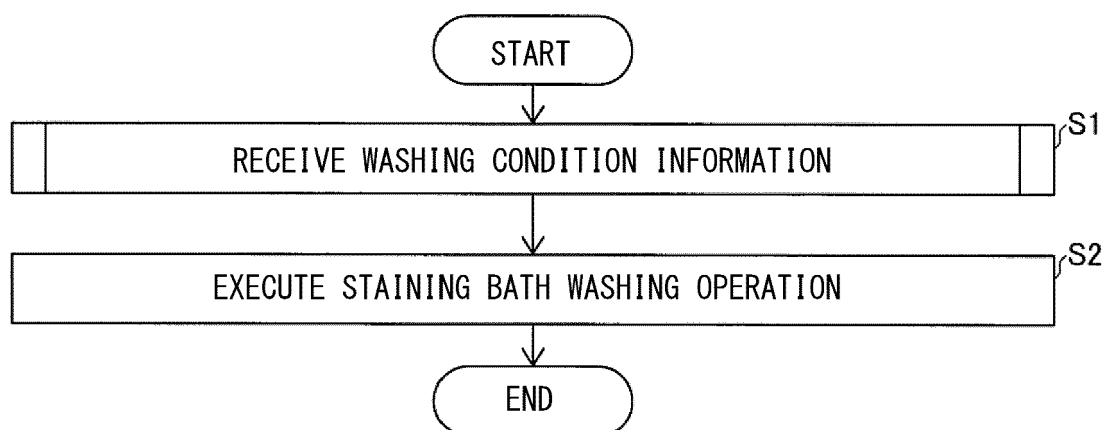 START
S1
RECEIVE WASHING CONDITION INFORMATION
S2
EXECUTE STAINING BATH WASHING OPERATION
END